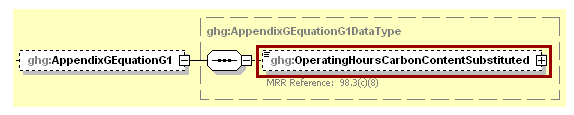 ghg:AppendixGEquationG1DataType
ghg:AppendixGEquationG1
ghg:OperatingHoursCarbonContentSubstituted
MRR Reference: 98.3(c)(8)